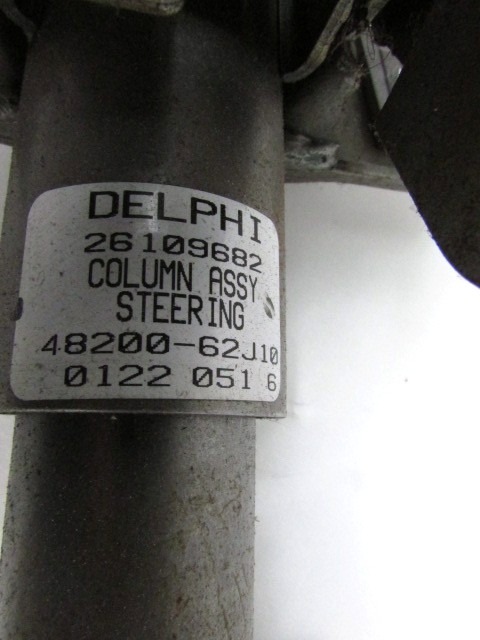 DELPHI
26109682
COLUMN ASSY
STEERING
48200-62J10
0122 051 6